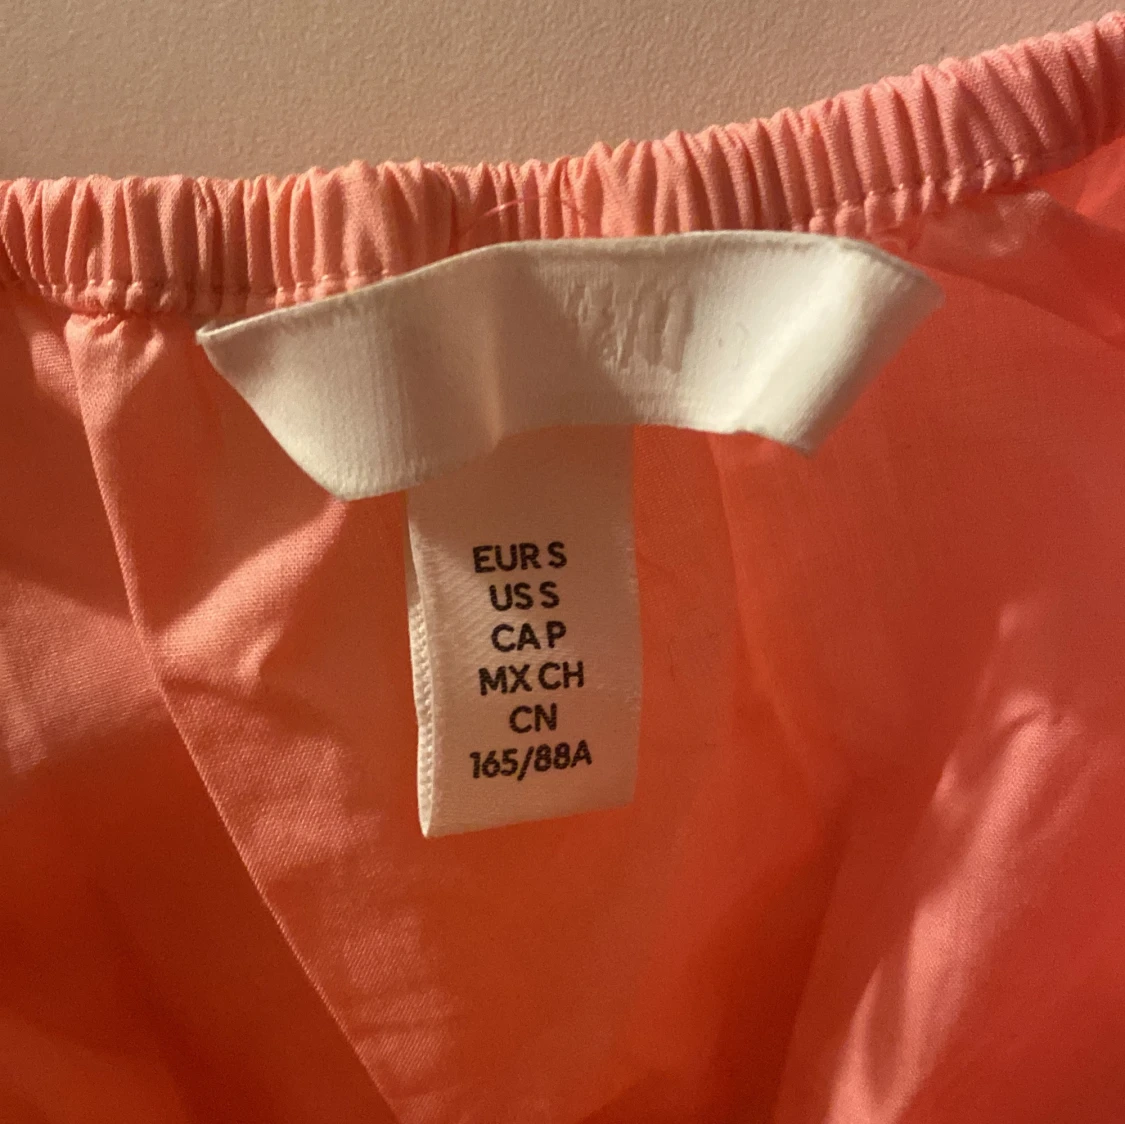 EUR S
US S
CA P
MX CH
CN
165/88A